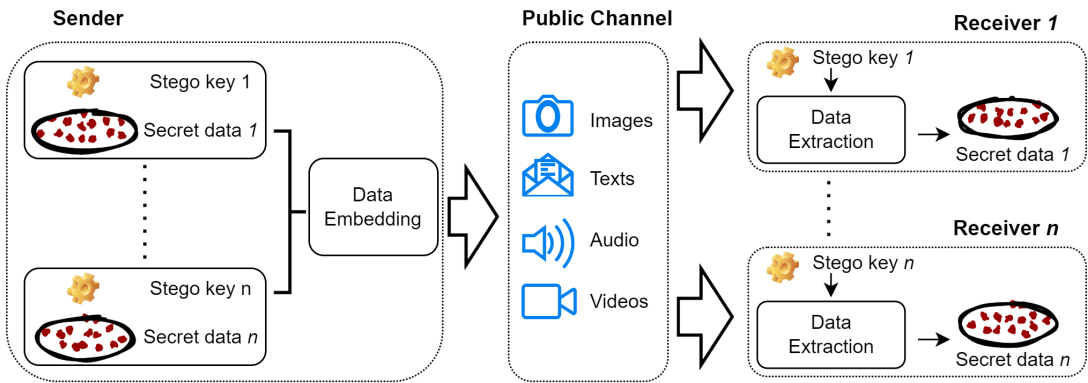 Sender
Stego key 1
Secret data 1
Stego key n
Secret data n
Data
Embedding
Public Channel
Images
Texts
Audio
Videos
Receiver 1
Stego key 1
Data
Extraction
Secret data 1
Receiver n
Stego key n
Data
Extraction
Secret data n